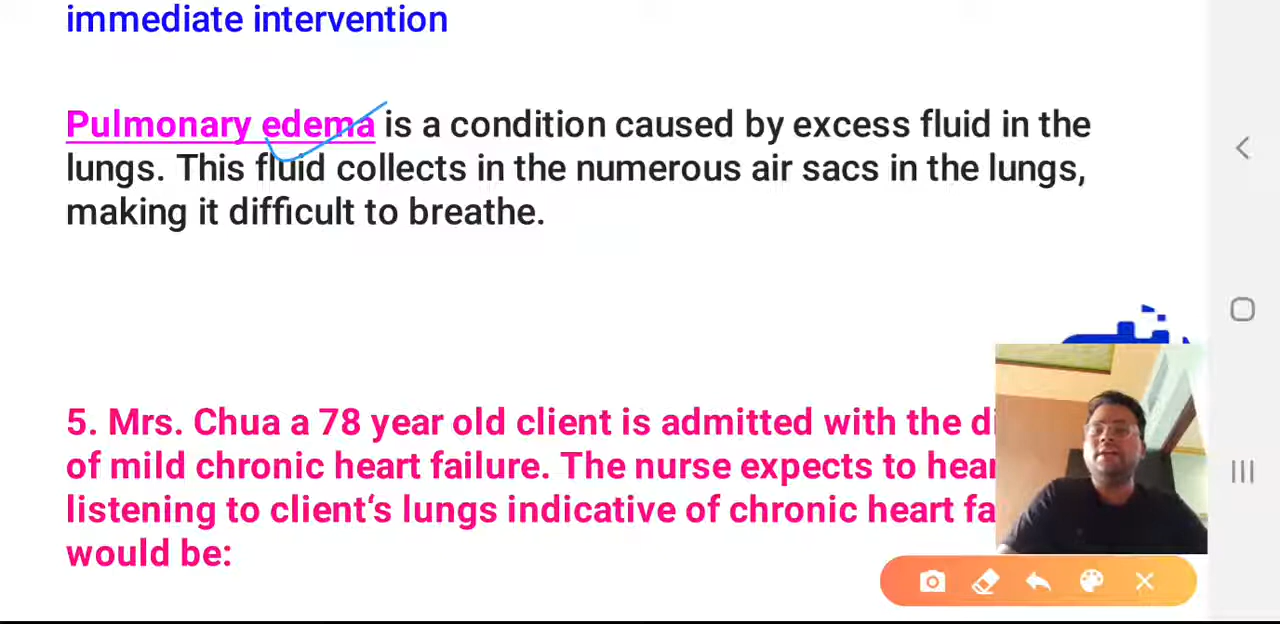 immediate intervention
Pulmonary edema is a condition caused by excess fluid in the
lungs. This fluid collects in the numerous air sacs in the lungs,
making it difficult to breathe.
5. Mrs. Chua a 78 year old client is admitted with the di
of mild chronic heart failure. The nurse expects to hear
listening to client‘s lungs indicative of chronic heart fa
would be: